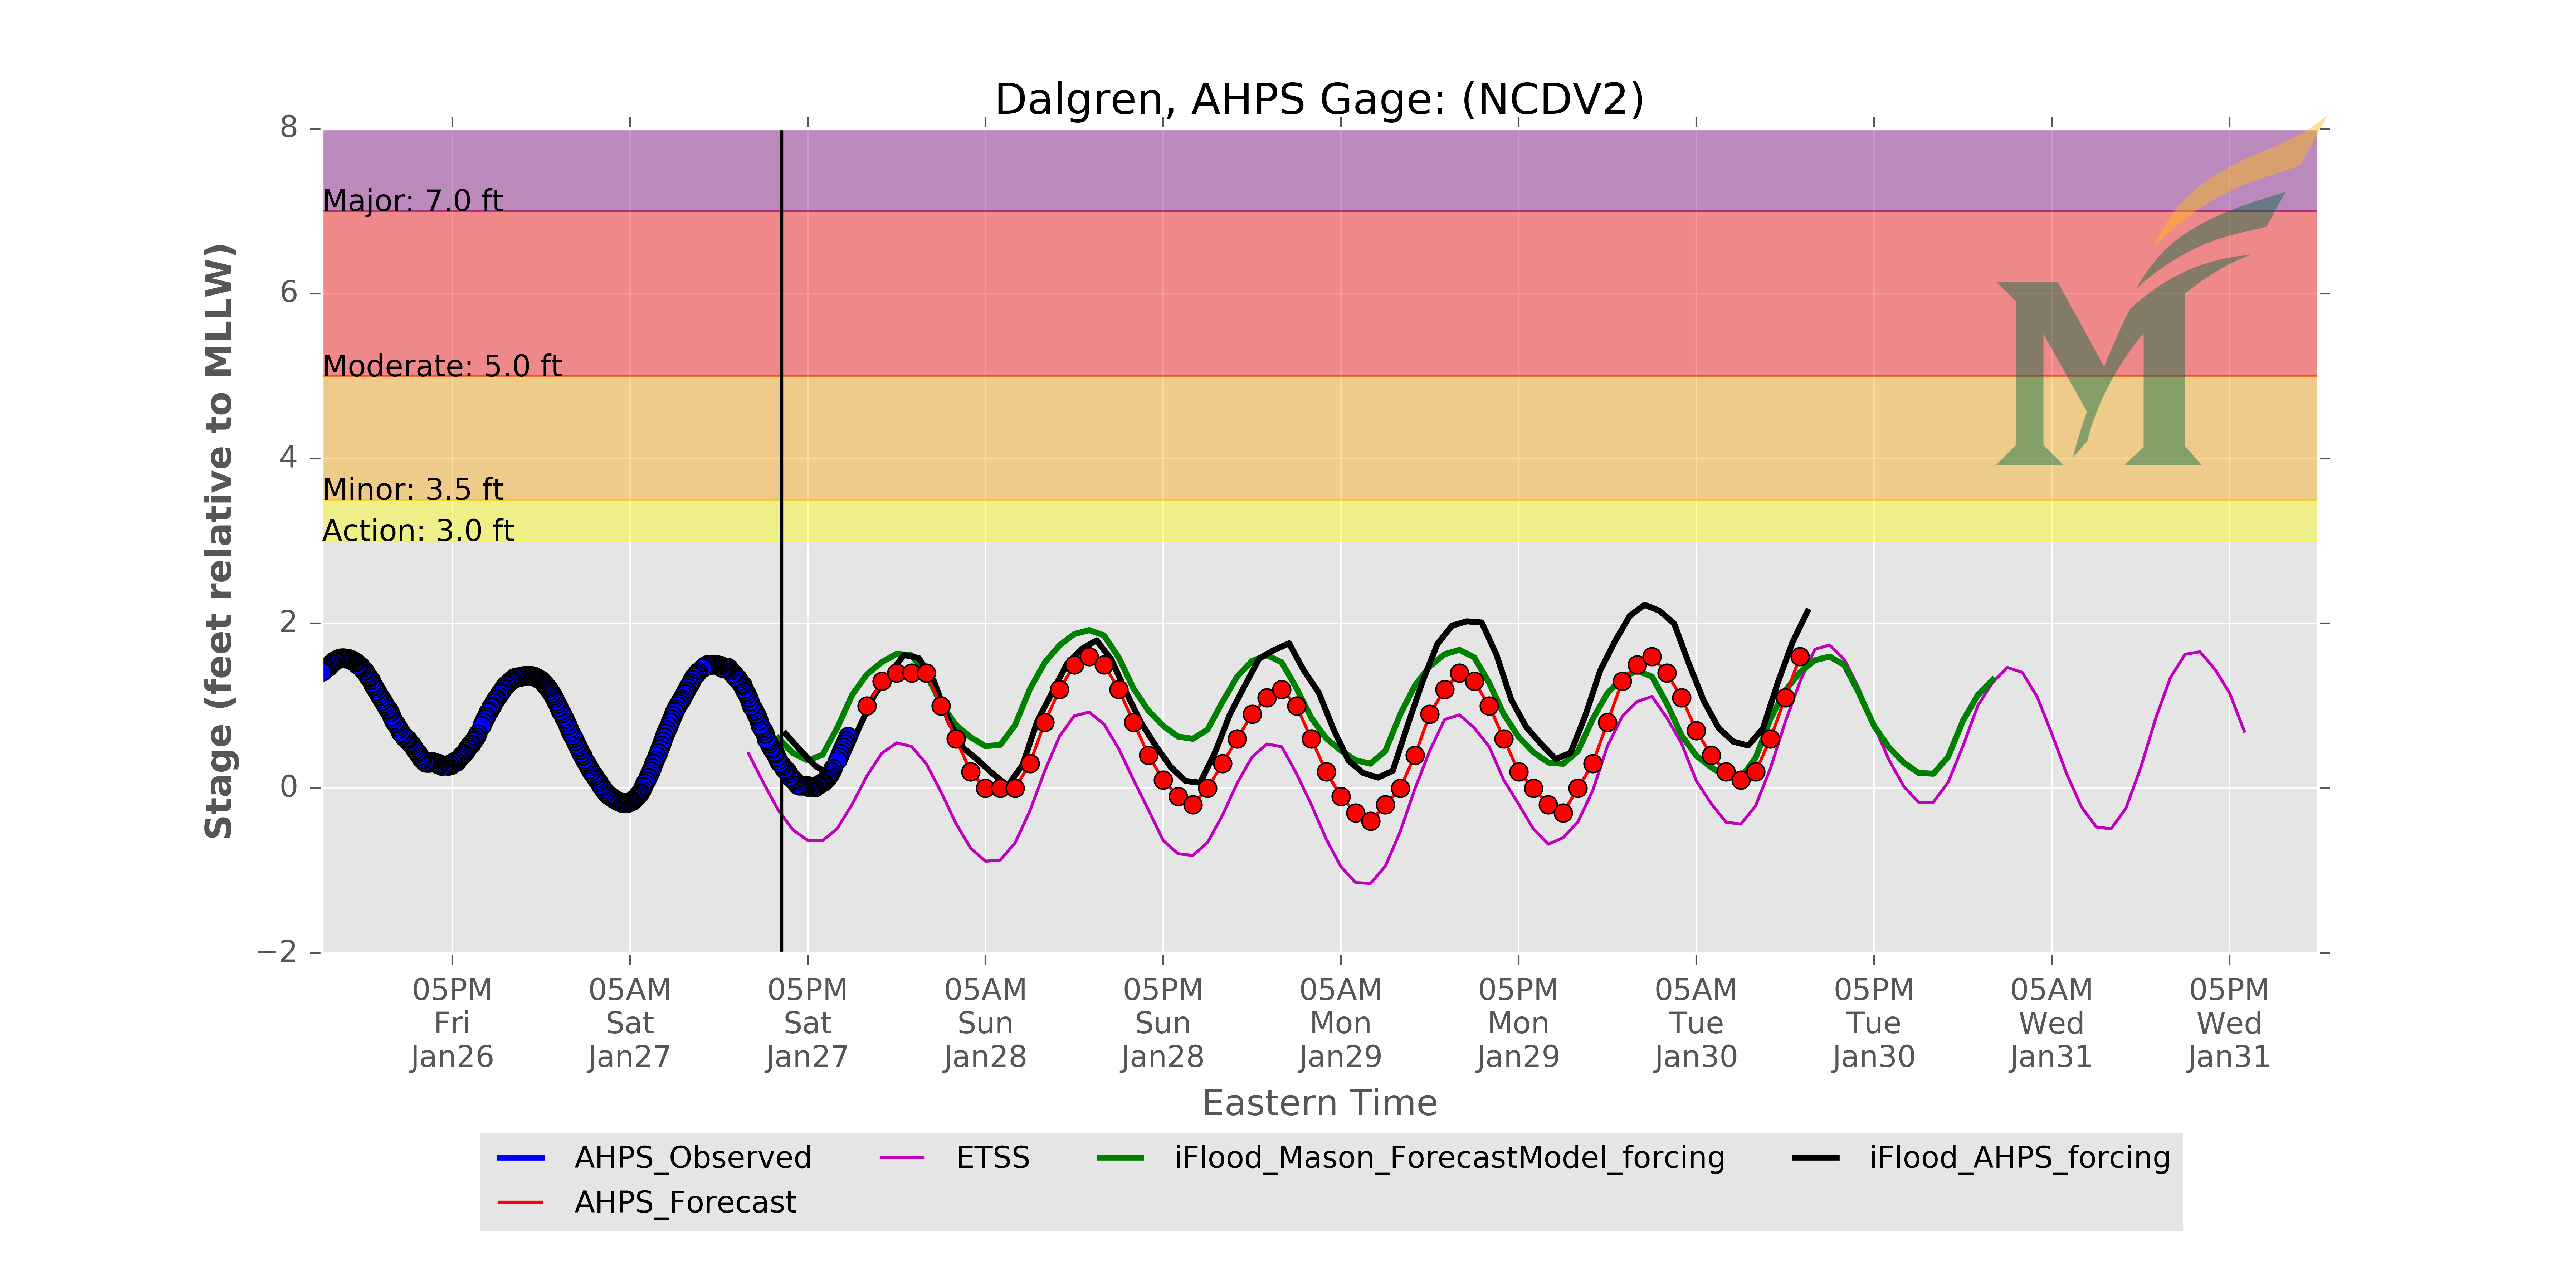 Dalgren, AHPS Gage: (NCDV2)
8
6
4
2
0
−2
Stage (feet relative to MLLW)
Major: 7.0 ft
Moderate: 5.0 ft
Minor: 3.5 ft
Action: 3.0 ft
M
05PM 05AM 05PM 05AM 05PM 05AM 05PM 05AM 05PM 05AM 05PM
Fri Sat Sat Sun Sun Mon Mon Tue Tue Wed Wed
Jan26 Jan27 Jan27 Jan28 Jan28 Jan29 Jan29 Jan30 Jan30 Jan31 Jan31
Eastern Time
AHPS_Observed ETSS iFlood_Mason_ForecastModel_forcing iFlood_AHPS_forcing
AHPS_Forecast